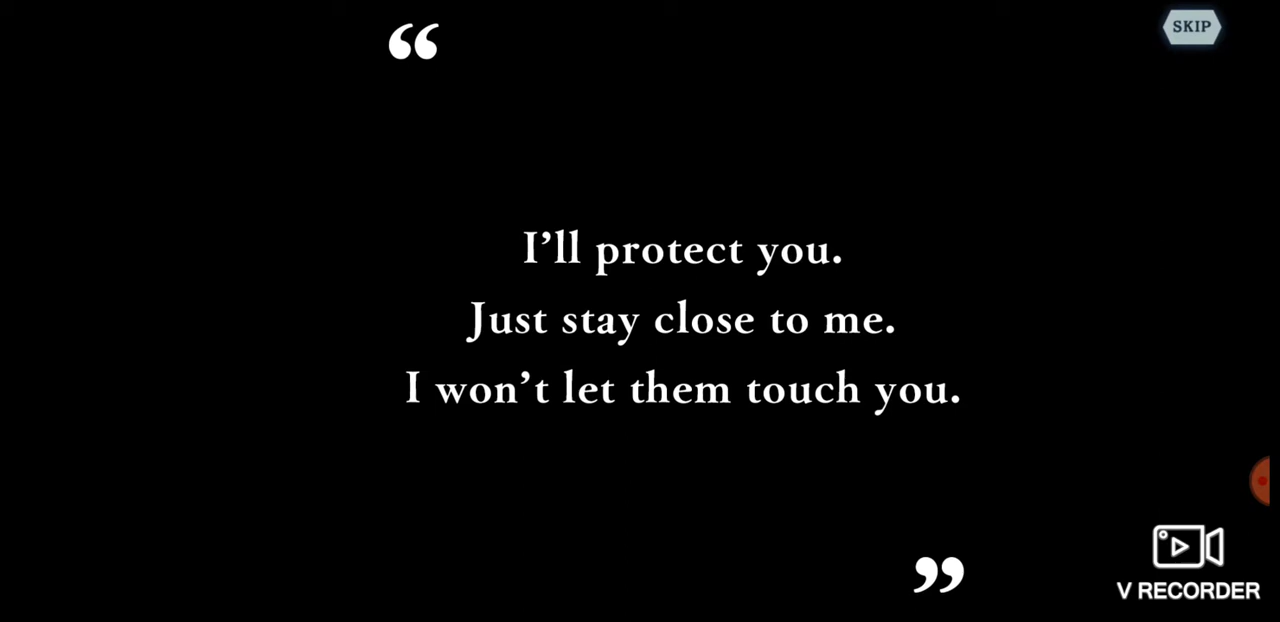 “
SKIP
I’ll protect you.
Just stay close to me.
I won’t let them touch you.
”
V RECORDER